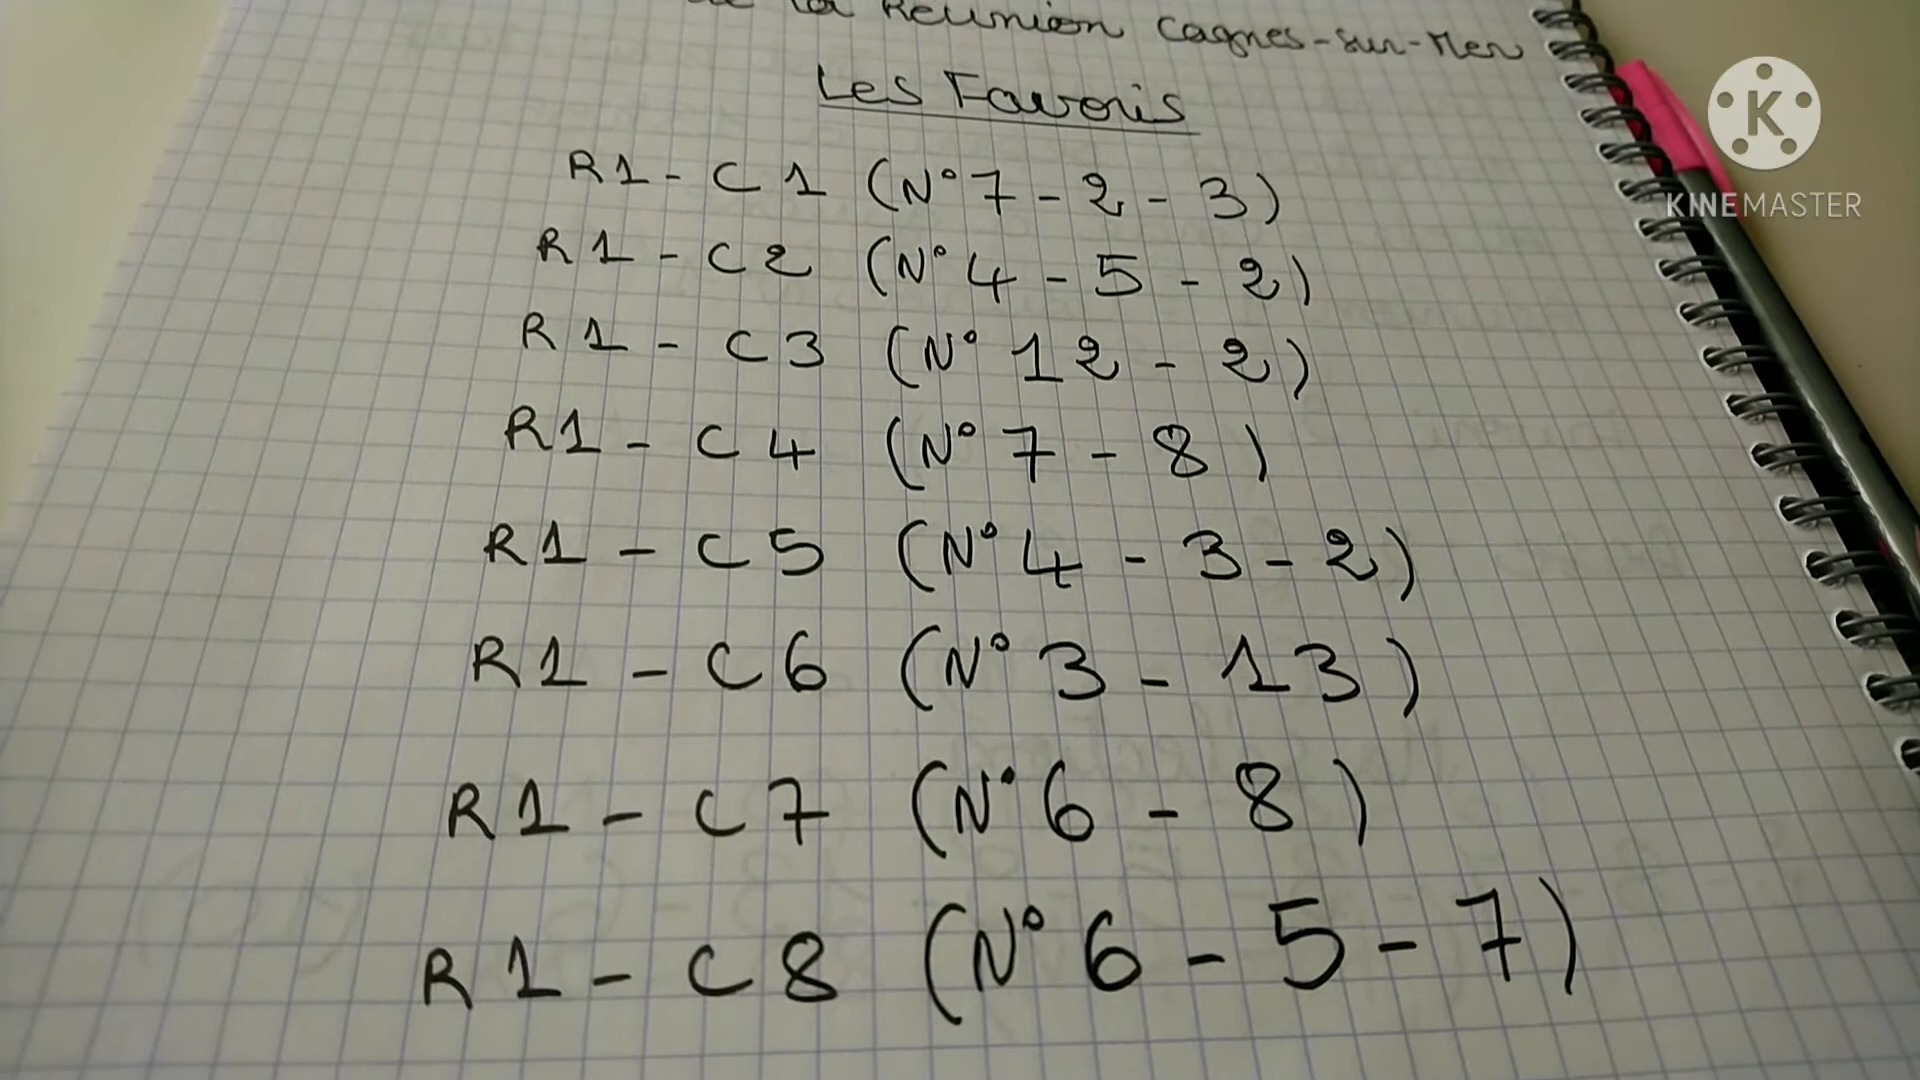 la Réunion Cagnes-sur-Mer
Les Favoris
R1 - C1 (N° 7 - 2 - 3)
R1 - C2 (N° 4 - 5 - 2)
R1 - C3 (N° 12 - 2)
R1 - C4 (N° 7 - 8)
R1 - C5 (N° 4 - 3 - 2)
R1 - C6 (N° 3 - 13)
R1 - C7 (N° 6 - 8)
R1 - C8 (N° 6 - 5 - 7)
K
KINEMASTER